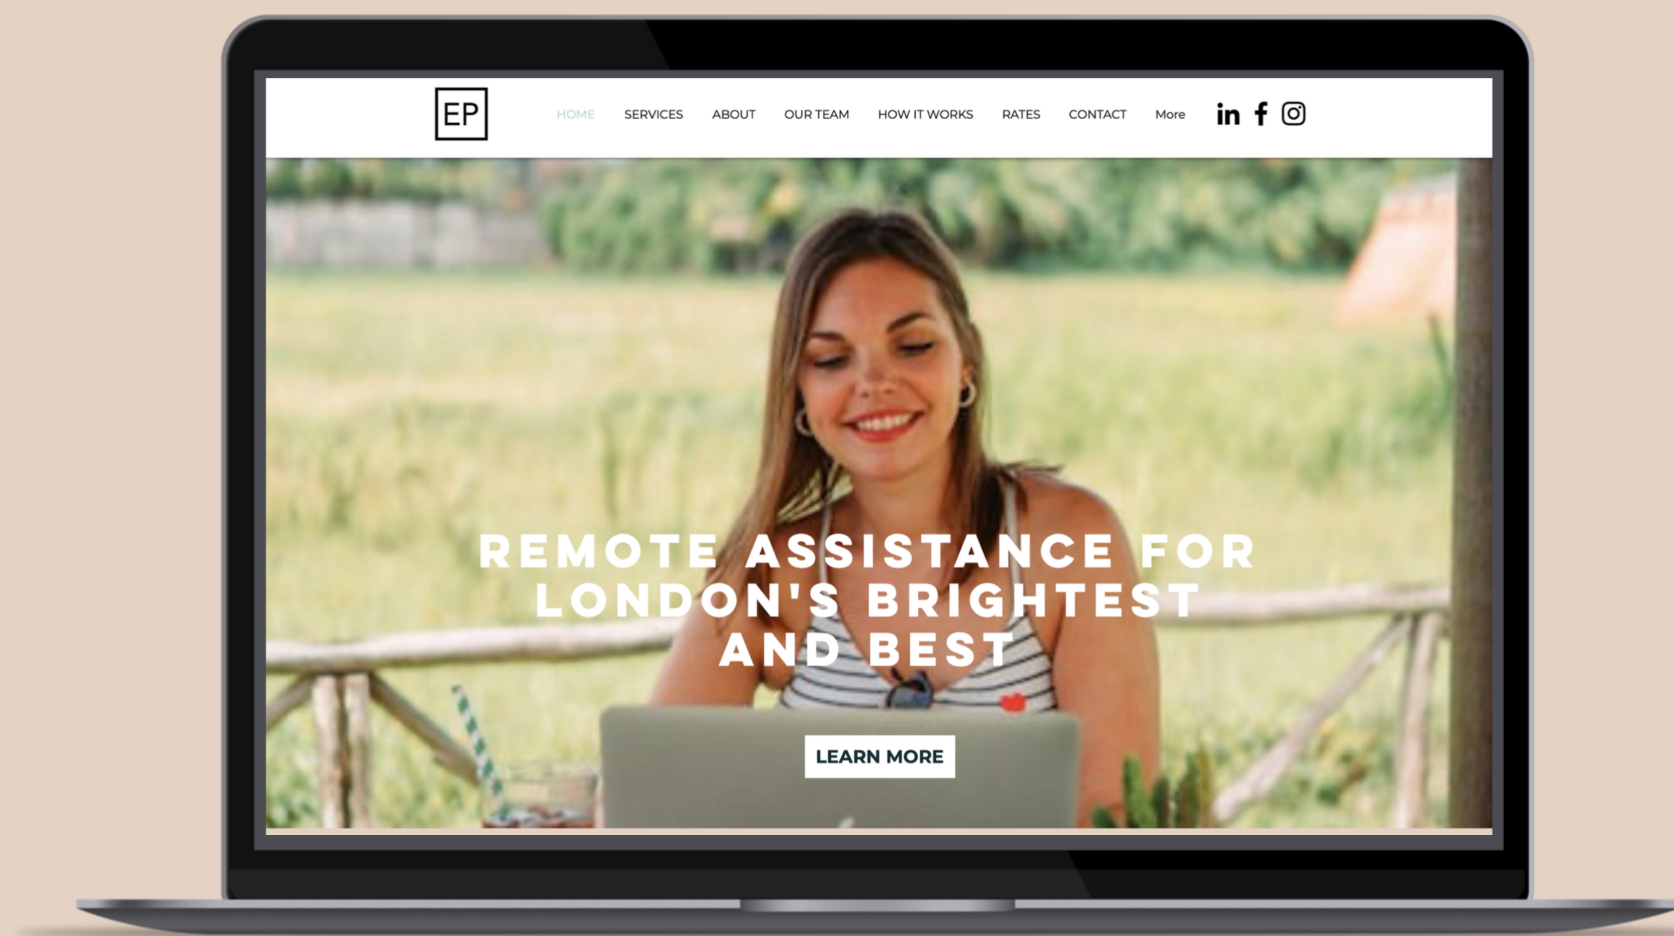 EP
HOME SERVICES ABOUT OUR TEAM HOW IT WORKS RATES CONTACT More in f
REMOTE ASSISTANCE FOR
LONDON'S BRIGHTEST
AND BEST
LEARN MORE